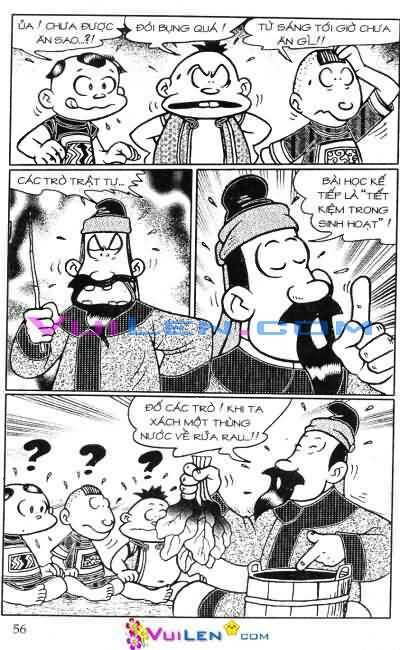 ỦA! CHƯA ĐƯỢC
ĂN SAO...?!
ĐÓI BỤNG QUÁ!
TỪ SÁNG TỚI GIỜ CHƯA
ĂN GÌ...!!
CÁC TRÒ TRẬT TỰ...
BÀI HỌC KẾ
TIẾP LÀ "TIẾT
KIỆM TRONG
SINH HOẠT"!
VUILEN.COM
ĐỐ CÁC TRÒ! KHI TA
XÁCH MỘT THÙNG
NƯỚC VỀ RỬA RAU...!!
? ? ?
56
VUILEN.COM